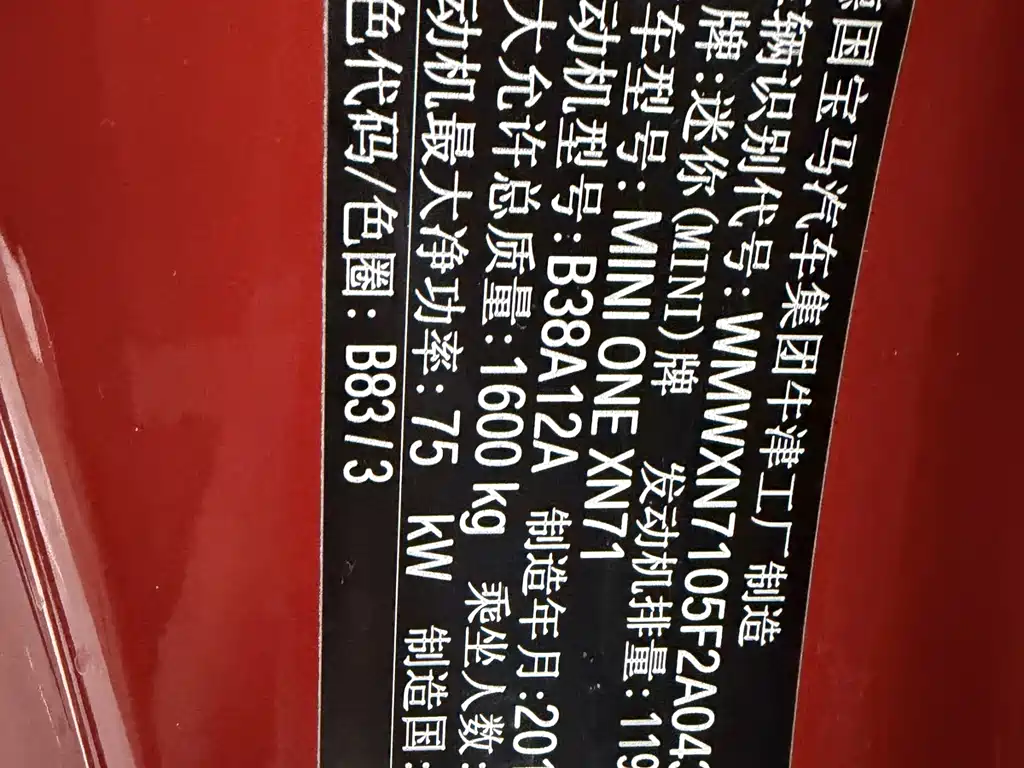 国宝马汽车集团牛津工厂制造
辆识别代号:WMWXN7105F2A04
牌:迷你(MINI)牌 发动机排量:119
车型号:MINI ONE XN71
动机型号:B38A12A 制造年月:201
大允许总质量:1600 kg 乘坐人数:
动机最大净功率:75 kW 制造国:
色代码/色圈: B83/3